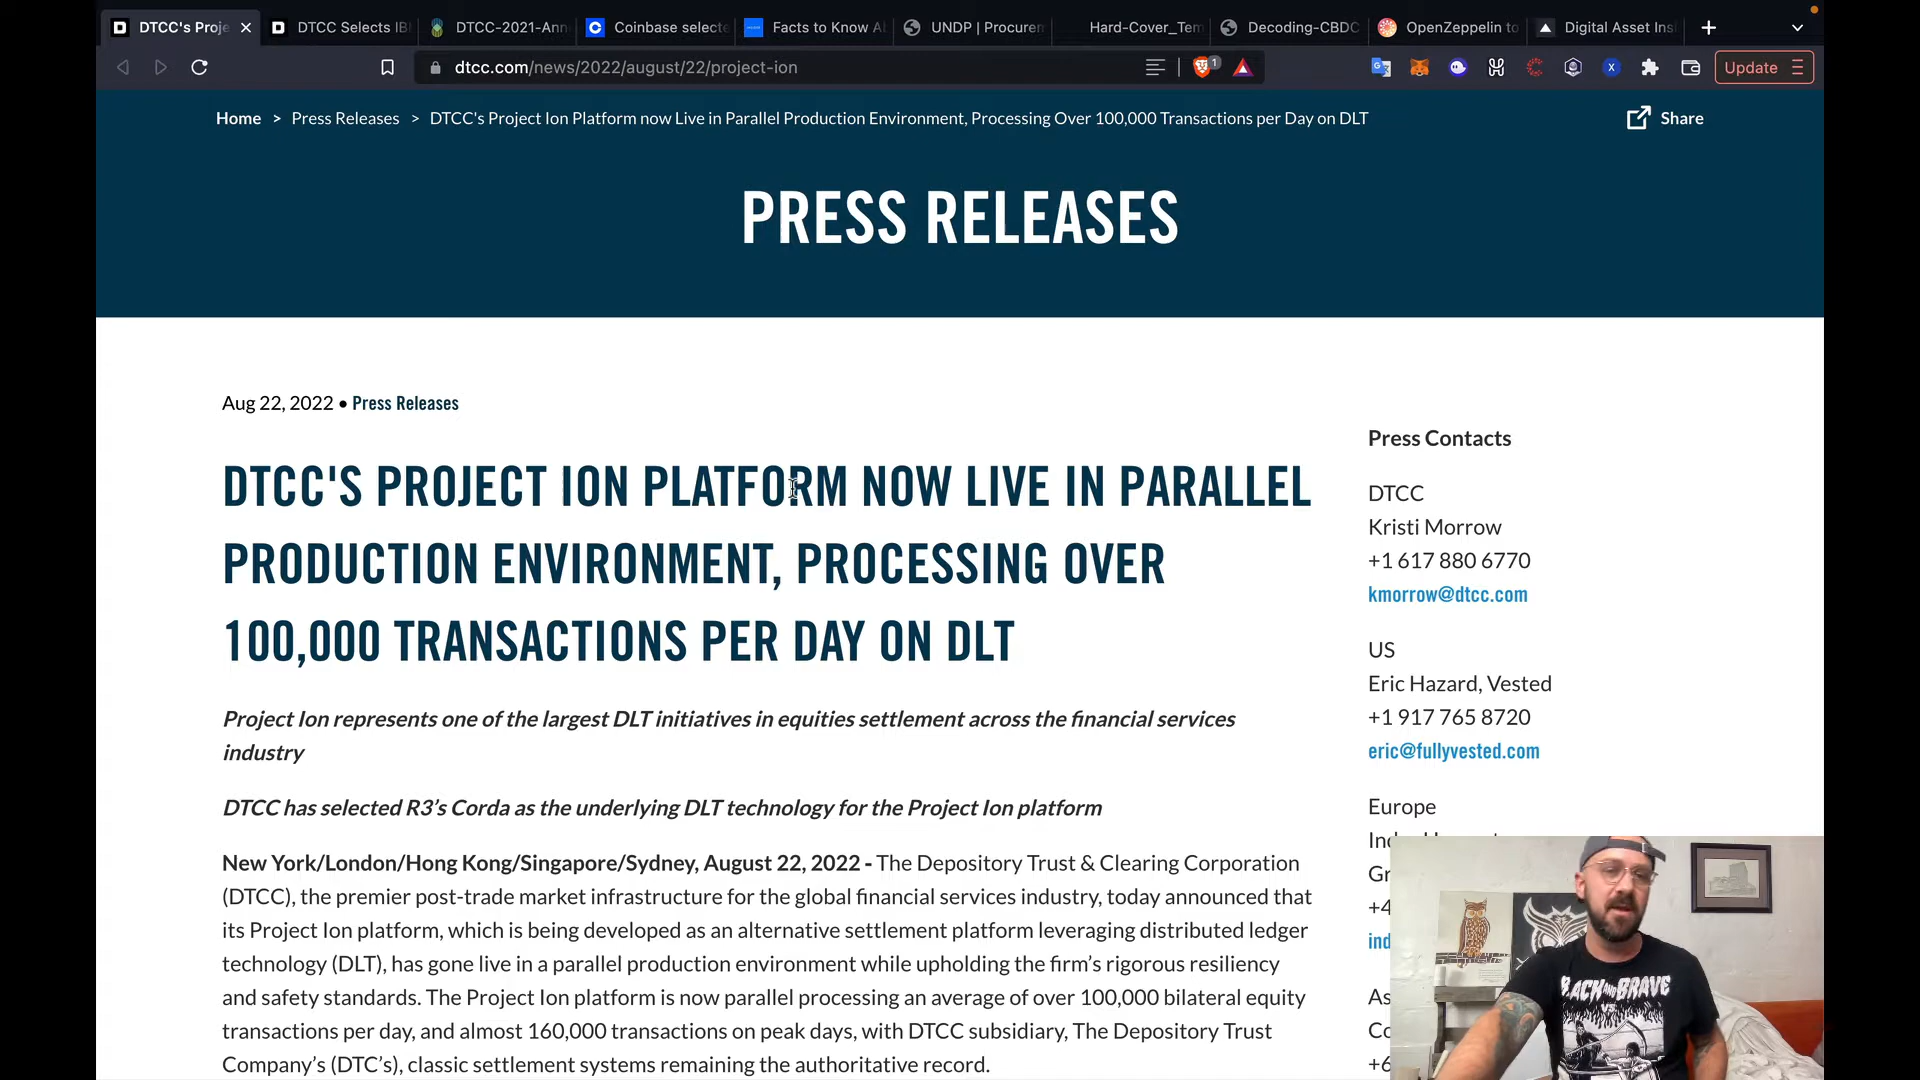 DTCC's Proje
DTCC Selects IB
DTCC-2021-Ann
Coinbase selecte
Facts to Know A
UNDP | Procurem
Hard-Cover_Tem
Decoding-CBDC
OpenZeppelin to
Digital Asset Insi
dtcc.com/news/2022/august/22/project-ion
1
Update
Home > Press Releases > DTCC's Project Ion Platform now Live in Parallel Production Environment, Processing Over 100,000 Transactions per Day on DLT
Share
PRESS RELEASES
Aug 22, 2022 • Press Releases
DTCC'S PROJECT ION PLATFORM NOW LIVE IN PARALLEL
PRODUCTION ENVIRONMENT, PROCESSING OVER
100,000 TRANSACTIONS PER DAY ON DLT
Project Ion represents one of the largest DLT initiatives in equities settlement across the financial services
industry
DTCC has selected R3’s Corda as the underlying DLT technology for the Project Ion platform
New York/London/Hong Kong/Singapore/Sydney, August 22, 2022 - The Depository Trust & Clearing Corporation
(DTCC), the premier post-trade market infrastructure for the global financial services industry, today announced that
its Project Ion platform, which is being developed as an alternative settlement platform leveraging distributed ledger
technology (DLT), has gone live in a parallel production environment while upholding the firm’s rigorous resiliency
and safety standards. The Project Ion platform is now parallel processing an average of over 100,000 bilateral equity
transactions per day, and almost 160,000 transactions on peak days, with DTCC subsidiary, The Depository Trust
Company’s (DTC’s), classic settlement systems remaining the authoritative record.
Press Contacts
DTCC
Kristi Morrow
+1 617 880 6770
kmorrow@dtcc.com
US
Eric Hazard, Vested
+1 917 765 8720
eric@fullyvested.com
Europe
Gr
+4
ind
As
Co
+6
BLACK AND BRAVE
VS